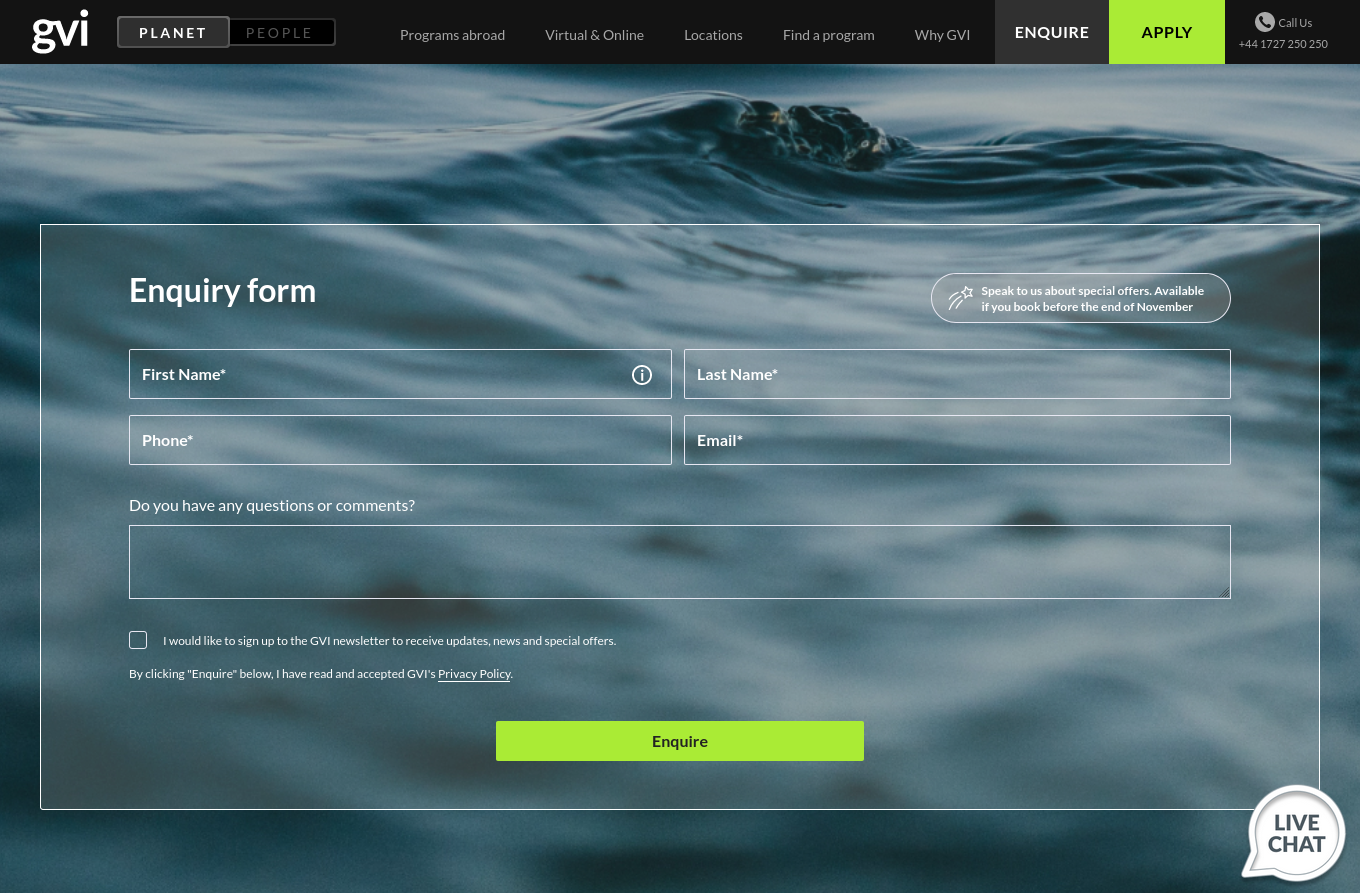 gvi
PLANET
PEOPLE
Programs abroad
Virtual & Online
Locations
Find a program
Why GVI
ENQUIRE
APPLY
Call Us
+44 1727 250 250
Enquiry form
Speak to us about special offers. Available
if you book before the end of November
First Name*
Last Name*
Phone*
Email*
Do you have any questions or comments?
I would like to sign up to the GVI newsletter to receive updates, news and special offers.
By clicking "Enquire" below, I have read and accepted GVI's Privacy Policy.
Enquire
LIVE
CHAT